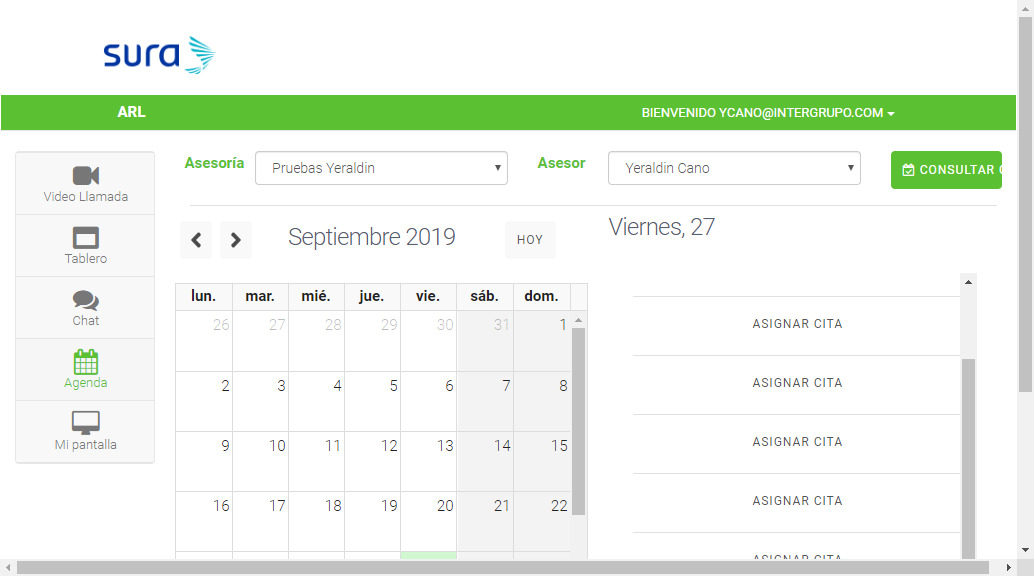 sura
ARL
BIENVENIDO YCANO@INTERGRUPO.COM
Video Llamada
Tablero
Chat
Agenda
Mi pantalla
Asesoría
Pruebas Yeraldin
Asesor
Yeraldin Cano
CONSULTAR
Septiembre 2019
HOY
lun. mar. mié. jue. vie. sáb. dom.
26 27 28 29 30 31 1
2 3 4 5 6 7 8
9 10 11 12 13 14 15
16 17 18 19 20 21 22
Viernes, 27
ASIGNAR CITA
ASIGNAR CITA
ASIGNAR CITA
ASIGNAR CITA
ASIGNAR CITA